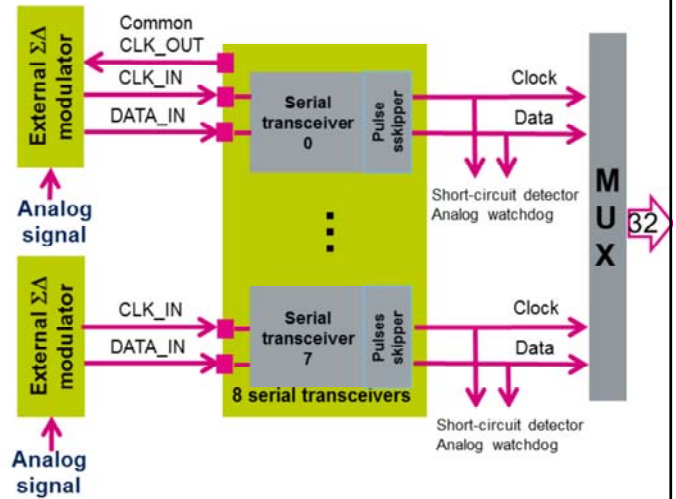 Common
CLK_OUT
CLK_IN
DATA_IN
External ΣΔ
modulator
Analog
signal
Serial
transceiver
0
Pulse
sskipper
Clock
Data
Short-circuit detector
Analog watchdog
MUX
32
CLK_IN
DATA_IN
External ΣΔ
modulator
Analog
signal
Serial
transceiver
7
Pulses
skipper
8 serial transceivers
Clock
Data
Short-circuit detector
Analog watchdog